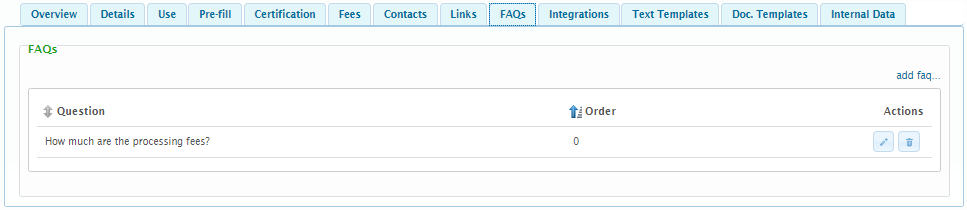 Overview Details Use Pre-fill Certification Fees Contacts Links FAQs Integrations Text Templates Doc. Templates Internal Data
FAQs
add faq...
Question Order Actions
How much are the processing fees? 0